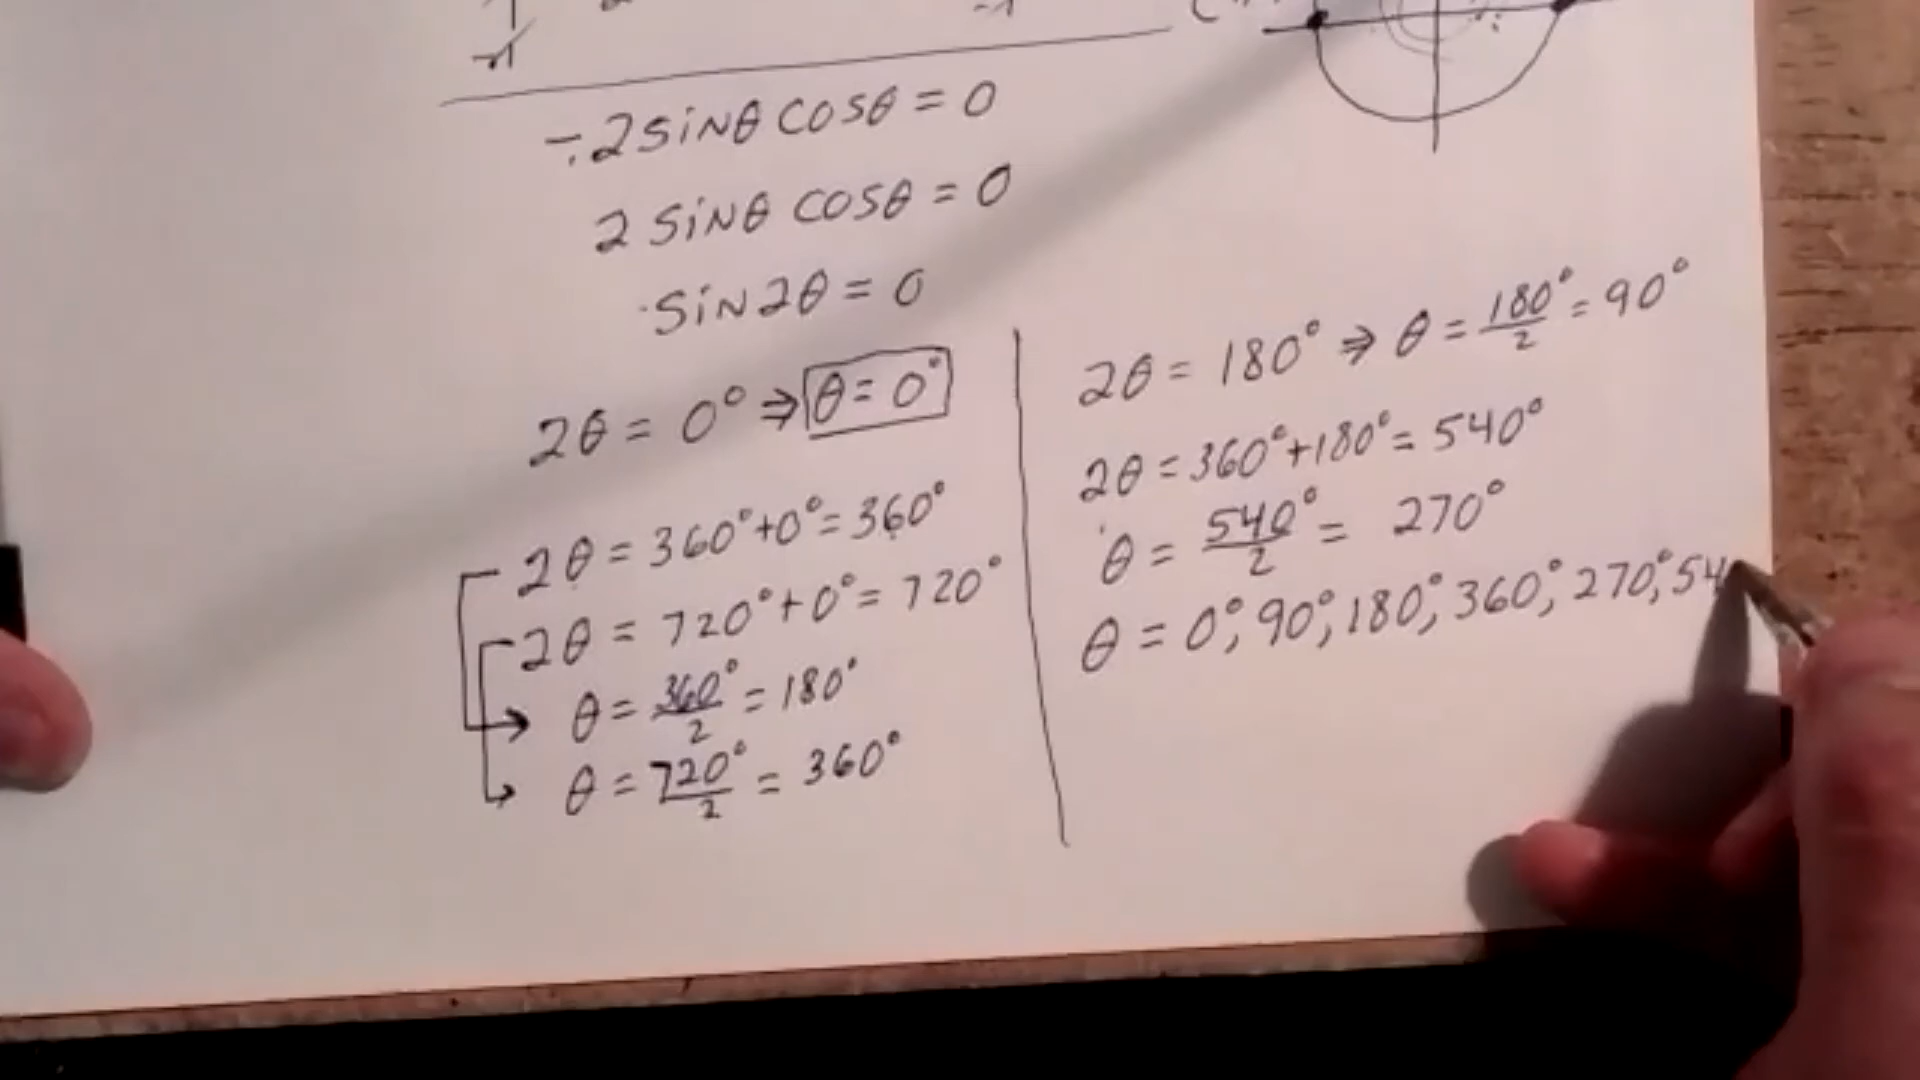 -1
÷2sinθ cosθ = 0
2 sinθ cosθ = 0
sin2θ = 0
2θ = 0° ⇒ θ = 0°
2θ = 360°+0° = 360°
2θ = 720°+0° = 720°
θ = 360°/2 = 180°
θ = 720°/2 = 360°
2θ = 180° ⇒ θ = 180°/2 = 90°
2θ = 360°+180° = 540°
θ = 540°/2 = 270°
θ = 0°, 90°, 180°, 360°, 270°, 54